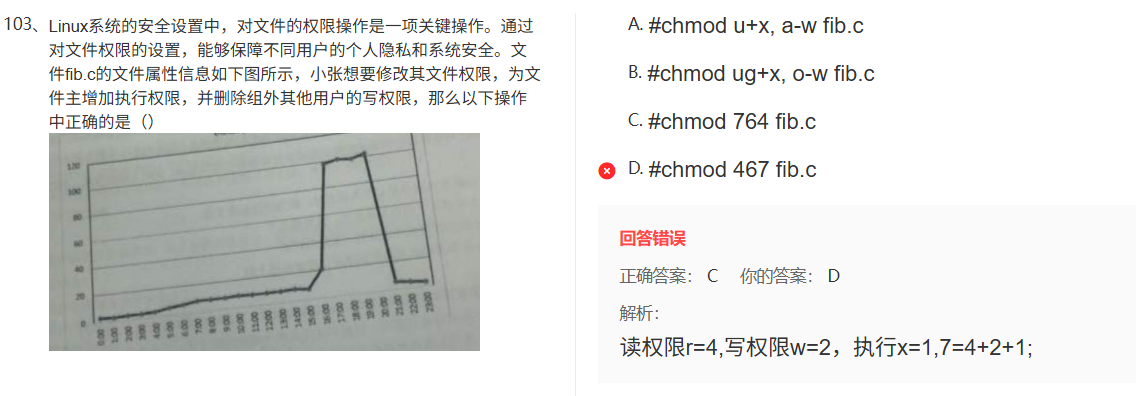 103、Linux系统的安全设置中，对文件的权限操作是一项关键操作。通过
对文件权限的设置，能够保障不同用户的个人隐私和系统安全。文
件fib.c的文件属性信息如下图所示，小张想要修改其文件权限，为文
件主增加执行权限，并删除组外其他用户的写权限，那么以下操作
中正确的是（）
120
100
80
60
40
20
0
0:00 1:00 2:00 3:00 4:00 5:00 6:00 7:00 8:00 9:00 10:00 11:00 12:00 13:00 14:00 15:00 16:00 17:00 18:00 19:00 20:00 21:00 22:00 23:00
A. #chmod u+x, a-w fib.c
B. #chmod ug+x, o-w fib.c
C. #chmod 764 fib.c
D. #chmod 467 fib.c
回答错误
正确答案： C 你的答案： D
解析：
读权限r=4,写权限w=2，执行x=1,7=4+2+1;